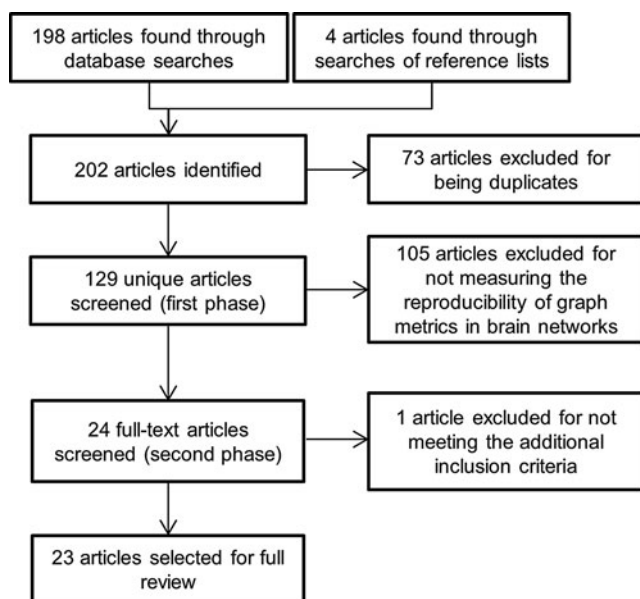 198 articles found through
database searches
4 articles found through
searches of reference lists
202 articles identified
73 articles excluded for
being duplicates
129 unique articles
screened (first phase)
105 articles excluded for
not measuring the
reproducibility of graph
metrics in brain networks
24 full-text articles
screened (second phase)
1 article excluded for not
meeting the additional
inclusion criteria
23 articles selected for full
review